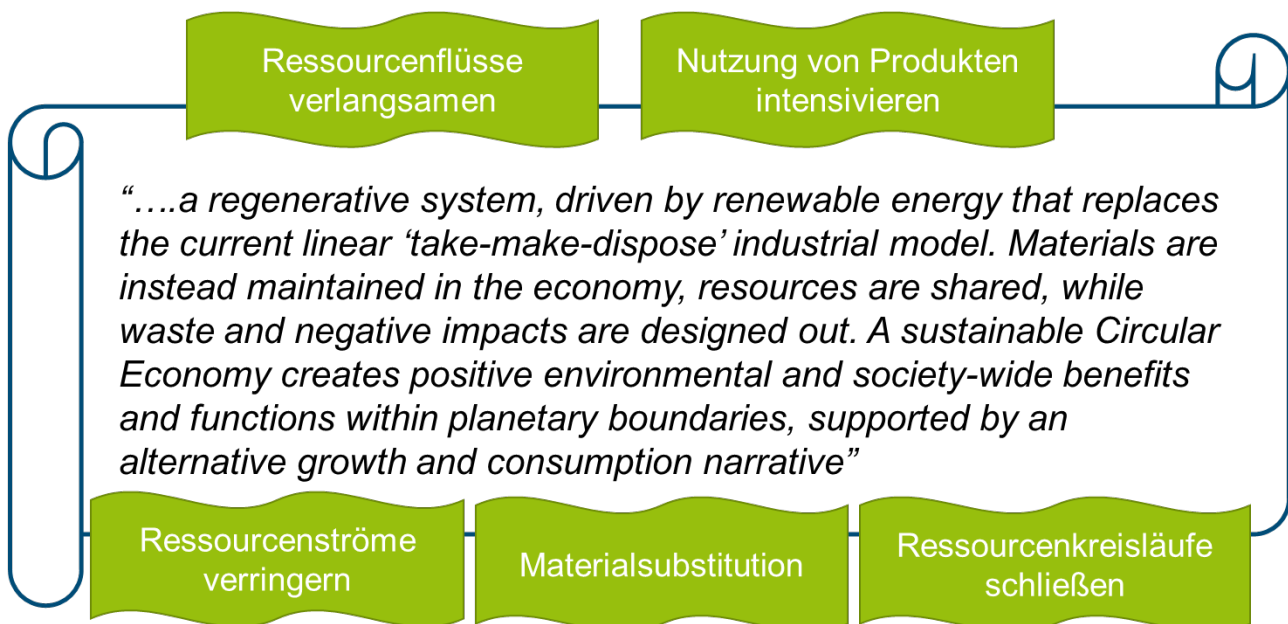 Ressourcenflüsse
verlangsamen
Nutzung von Produkten
intensivieren
“….a regenerative system, driven by renewable energy that replaces
the current linear ‘take-make-dispose’ industrial model. Materials are
instead maintained in the economy, resources are shared, while
waste and negative impacts are designed out. A sustainable Circular
Economy creates positive environmental and society-wide benefits
and functions within planetary boundaries, supported by an
alternative growth and consumption narrative”
Ressourcenströme
verringern
Materialsubstitution
Ressourcenkreisläufe
schließen